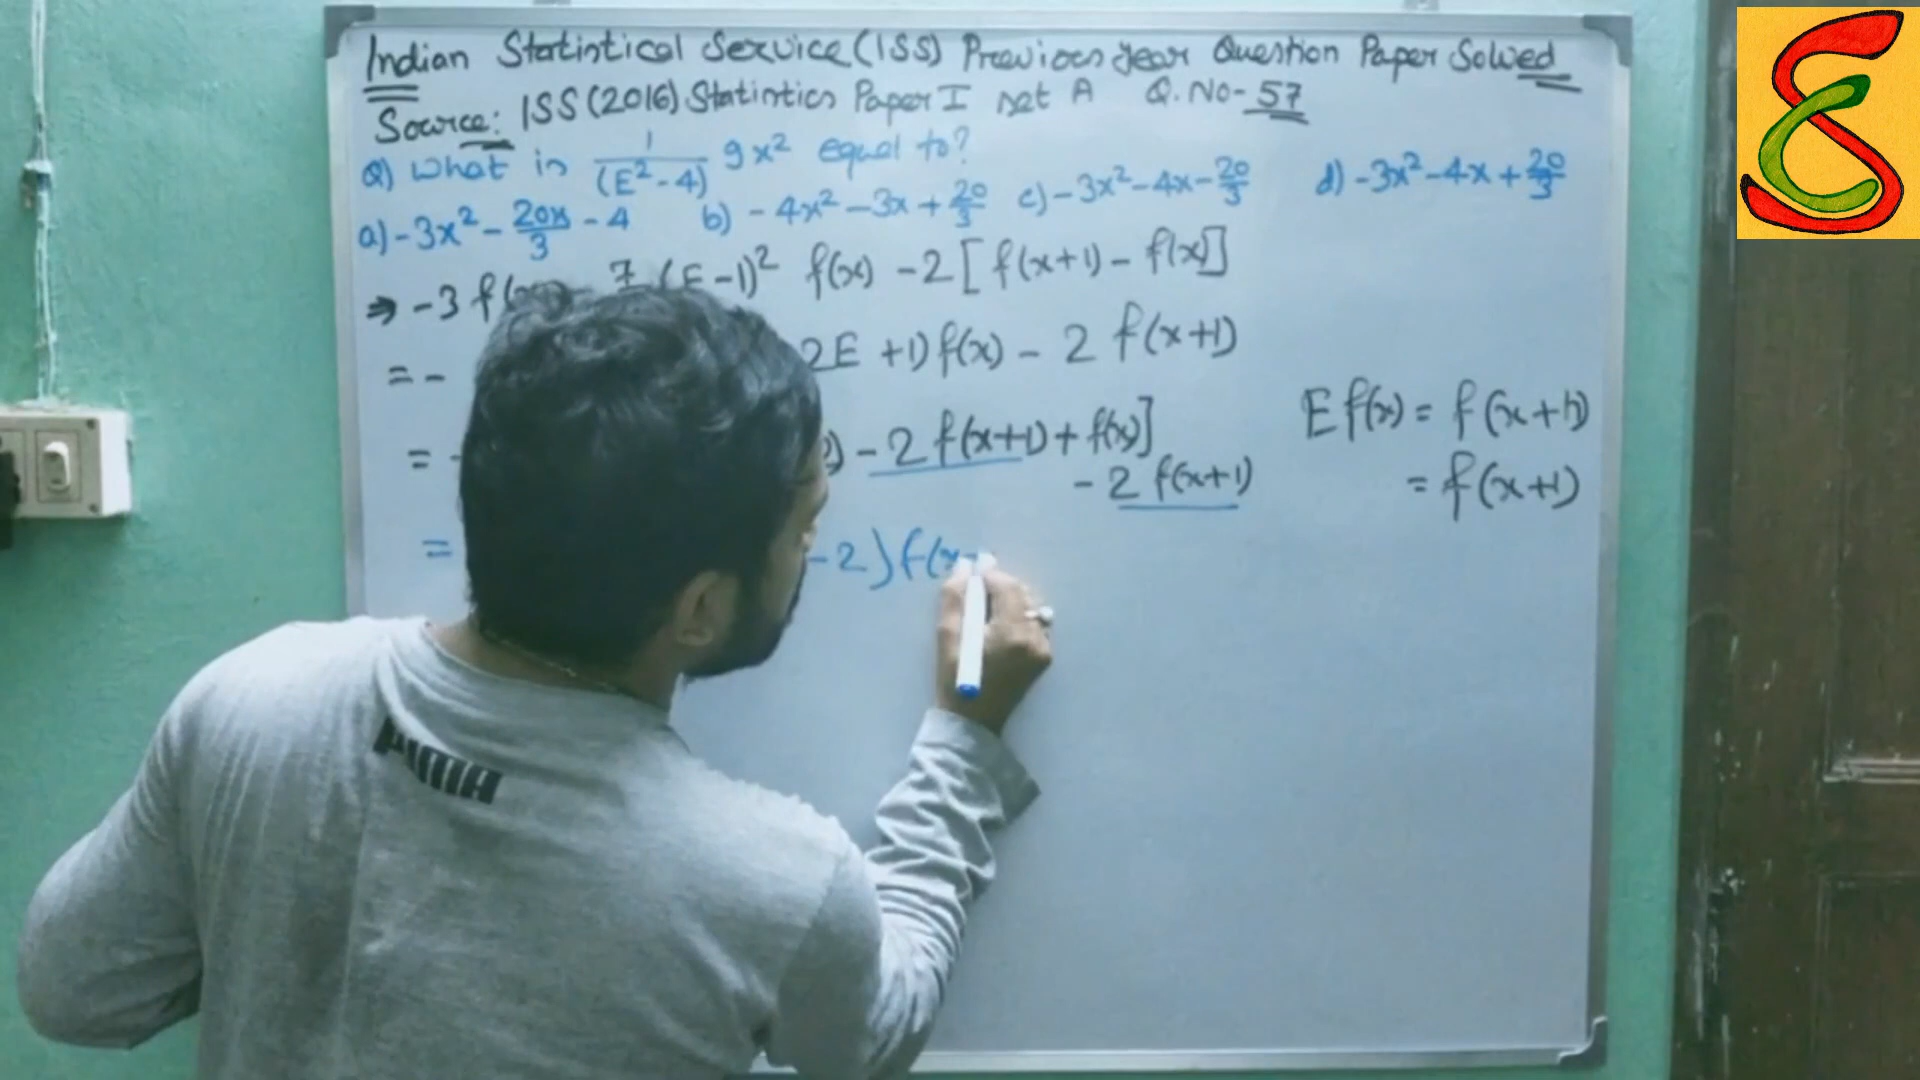 Indian Statistical Service (ISS) Previous year Question Paper Solved
Source: ISS (2016) Statistics Paper I set A Q. No- 57
Q) What is 1/(E²-4) 9x² equal to?
a) -3x² - 20x/3 - 4 b) -4x² - 3x + 20/3 c) -3x² - 4x - 20/3 d) -3x² - 4x + 20/3
⇒ -3 f( (E-1)² f(x) - 2 [ f(x+1) - f(x)]
= - 2E +1) f(x) - 2 f(x+1)
= - 2 f(x+1) + f(x)]
- 2 f(x+1)
= -2) f(x
E f(x) = f(x+1)
= f(x+1)
PUMA